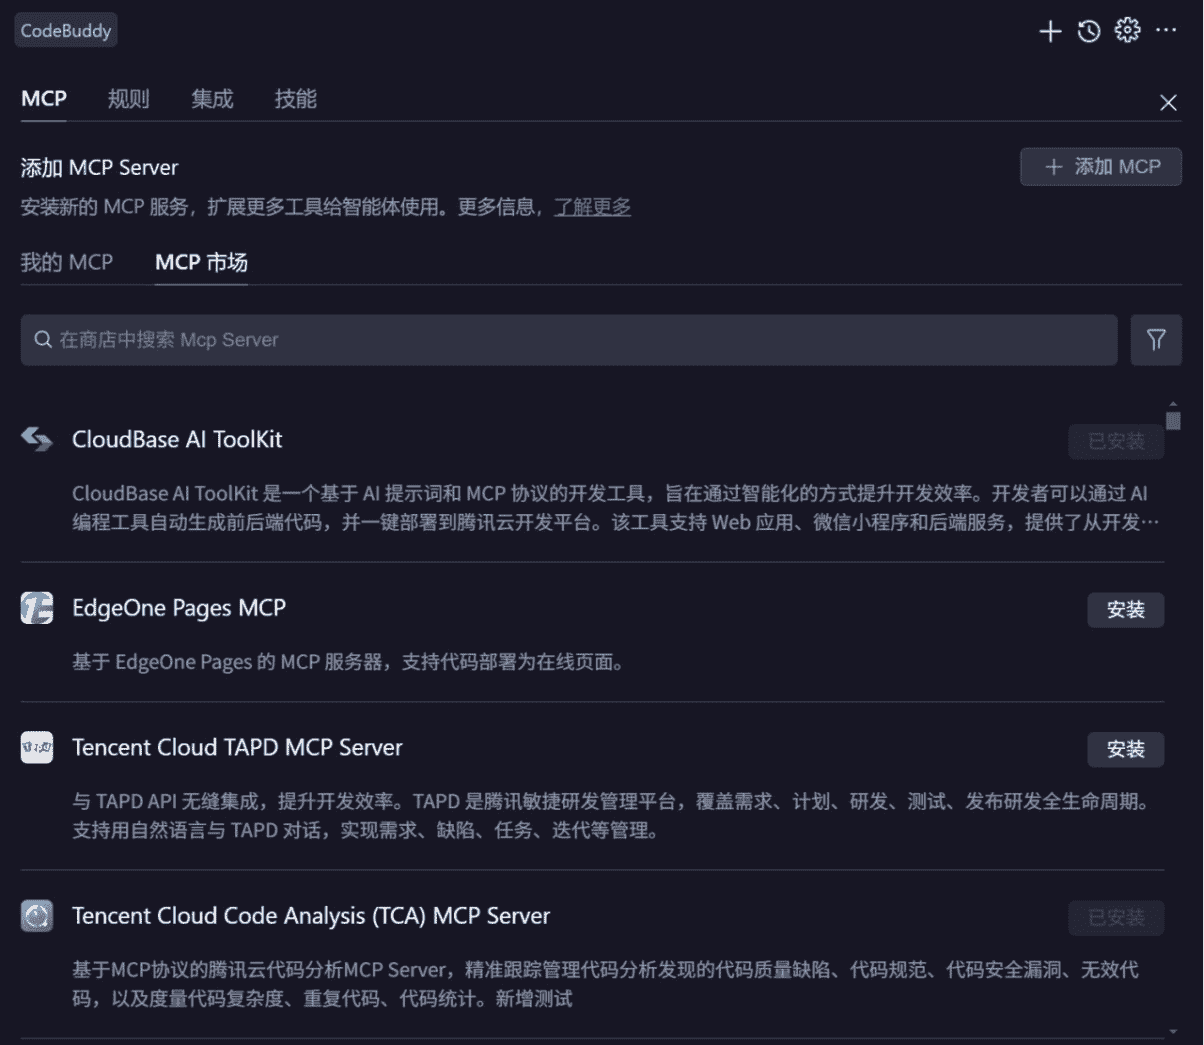 CodeBuddy
MCP 规则 集成 技能
添加 MCP Server
添加 MCP
安装新的 MCP 服务，扩展更多工具给智能体使用。更多信息，了解更多
我的 MCP MCP 市场
在商店中搜索 Mcp Server
CloudBase AI ToolKit
已安装
CloudBase AI ToolKit 是一个基于 AI 提示词和 MCP 协议的开发工具，旨在通过智能化的方式提升开发效率。开发者可以通过 AI
编程工具自动生成前后端代码，并一键部署到腾讯云开发平台。该工具支持 Web 应用、微信小程序和后端服务，提供了从开发…
EdgeOne Pages MCP
安装
基于 EdgeOne Pages 的 MCP 服务器，支持代码部署为在线页面。
Tencent Cloud TAPD MCP Server
安装
与 TAPD API 无缝集成，提升开发效率。TAPD 是腾讯敏捷研发管理平台，覆盖需求、计划、研发、测试、发布研发全生命周期。
支持用自然语言与 TAPD 对话，实现需求、缺陷、任务、迭代等管理。
Tencent Cloud Code Analysis (TCA) MCP Server
已安装
基于MCP协议的腾讯云代码分析MCP Server，精准跟踪管理代码分析发现的代码质量缺陷、代码规范、代码安全漏洞、无效代
码，以及度量代码复杂度、重复代码、代码统计。新增测试